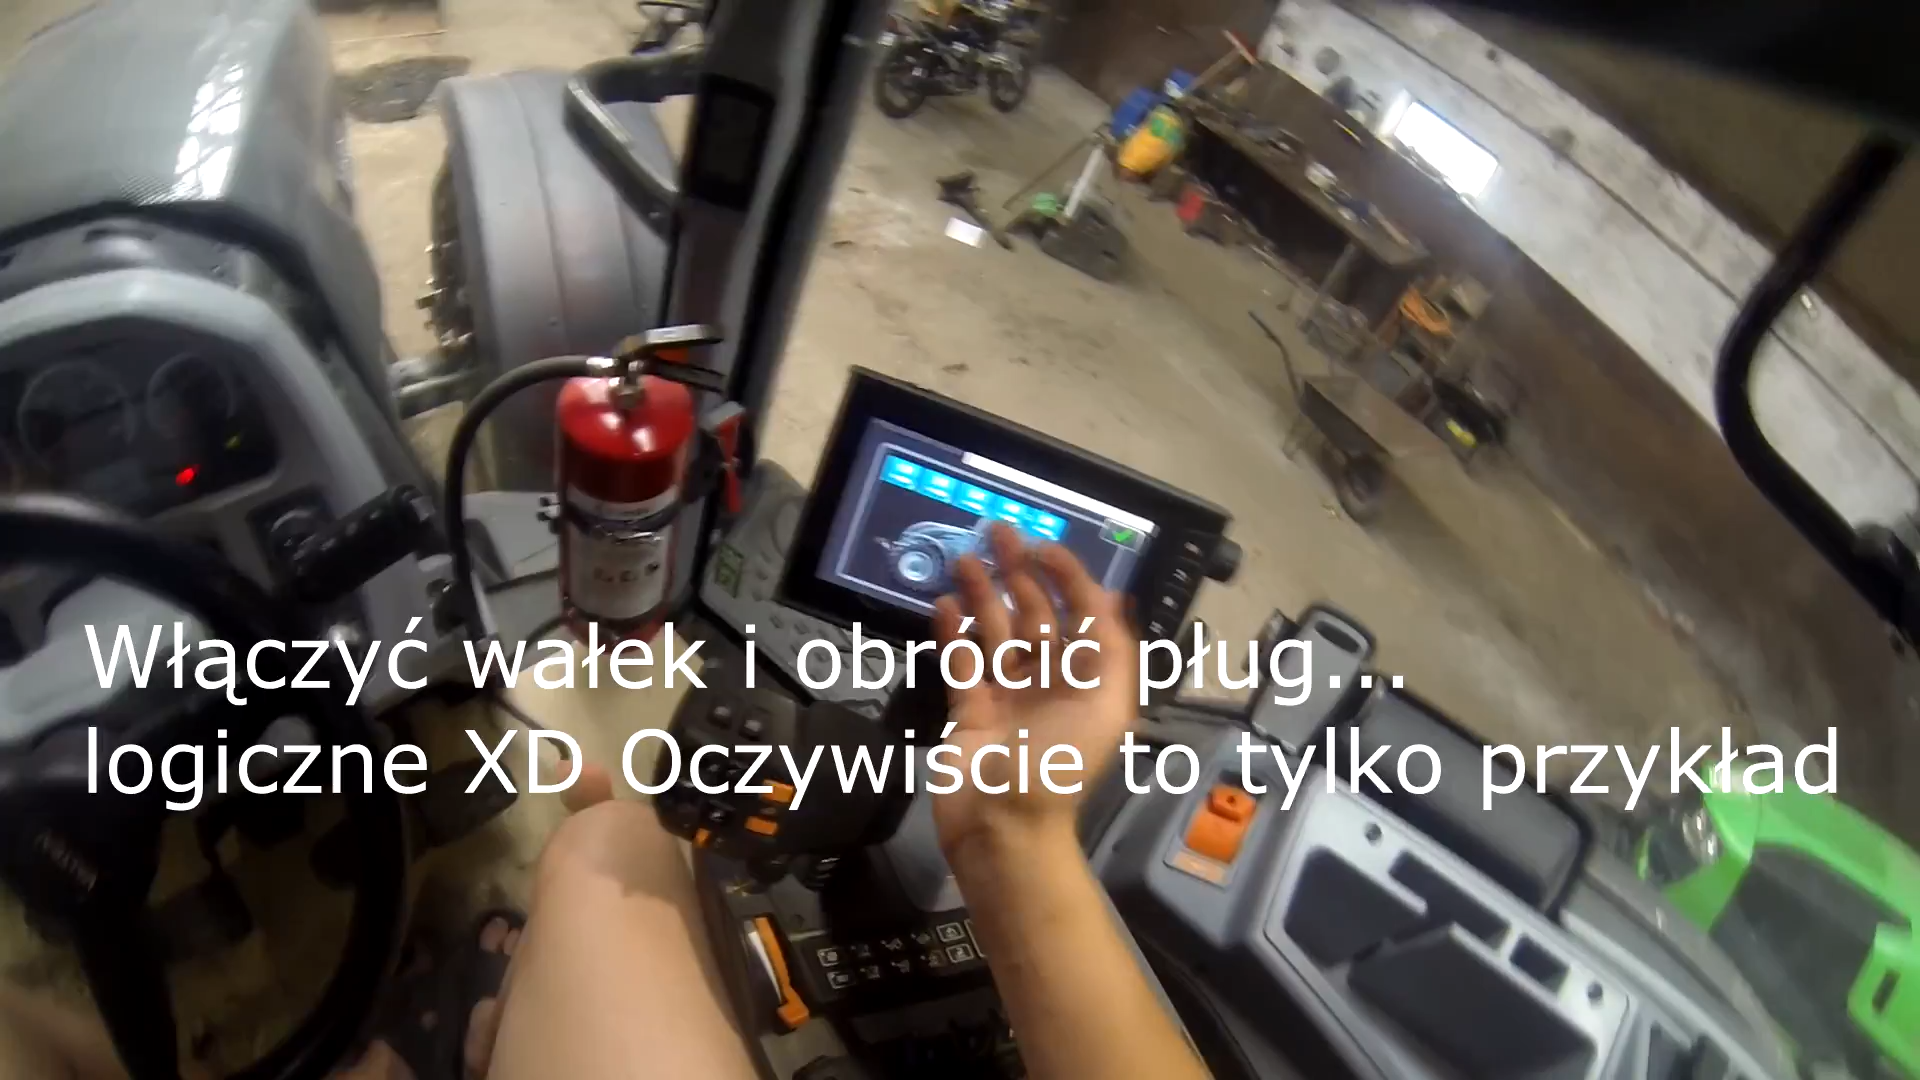 Włączyć wałek i obrócić pług...
logiczne XD Oczywiście to tylko przykład